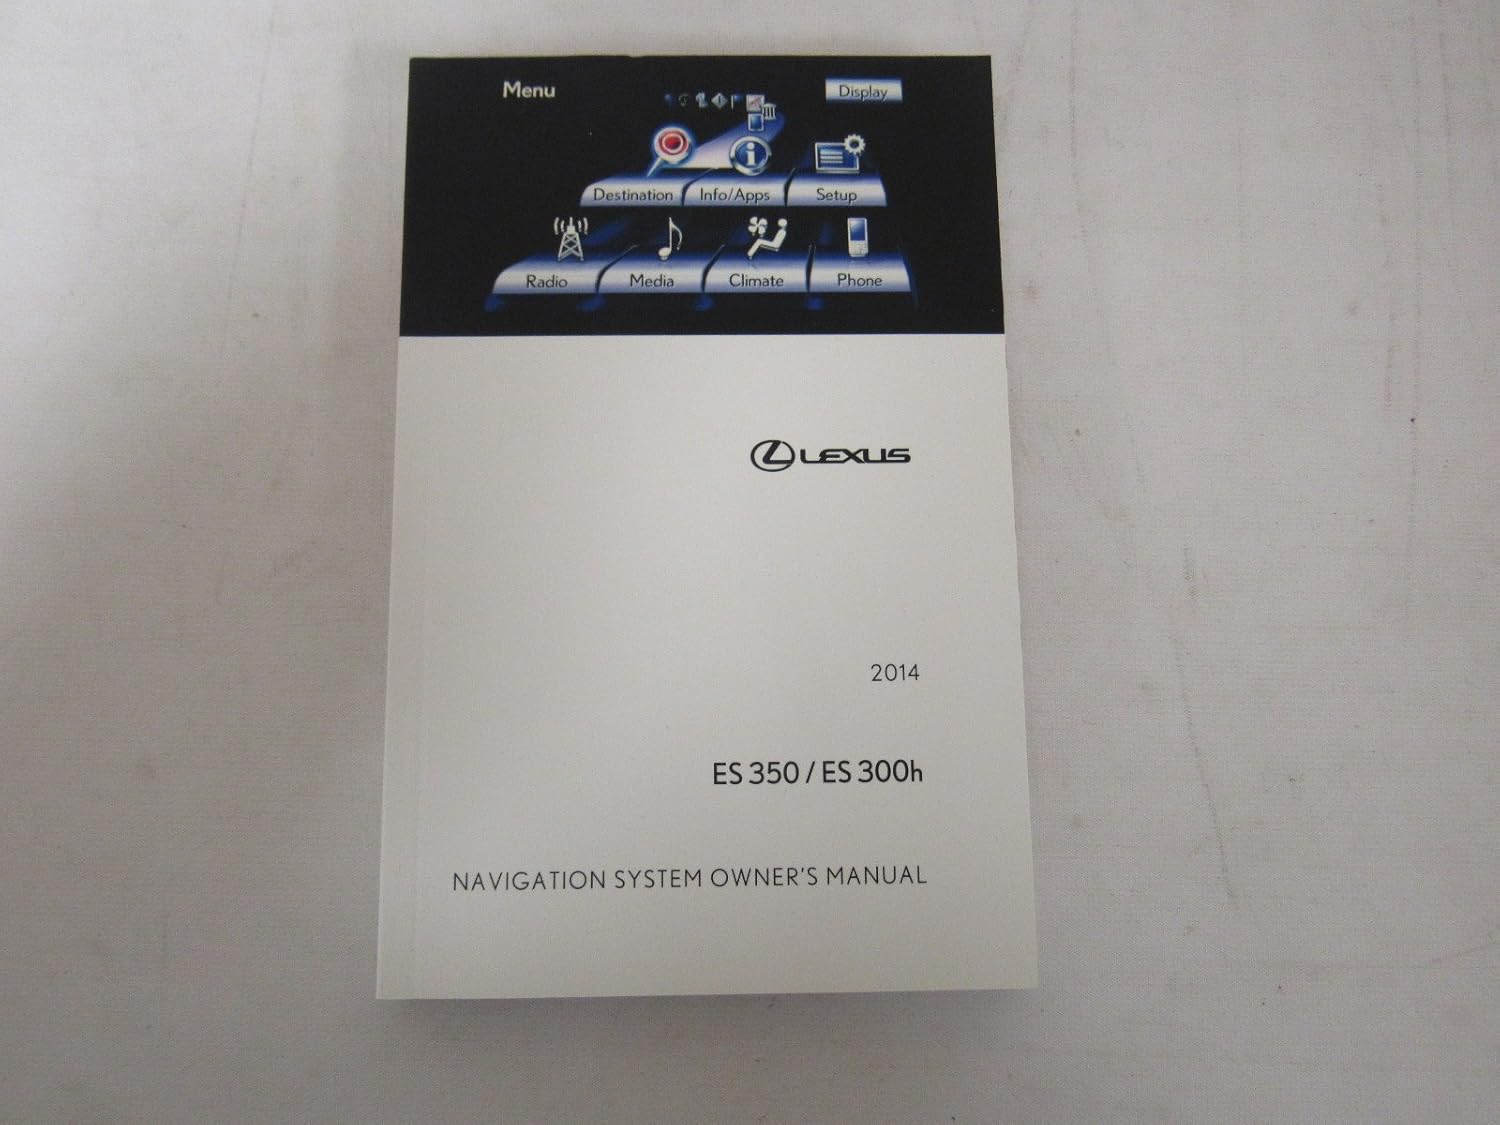 Menu Display
Destination Info/Apps Setup
Radio Media Climate Phone
LEXUS
2014
ES 350 / ES 300h
NAVIGATION SYSTEM OWNER'S MANUAL